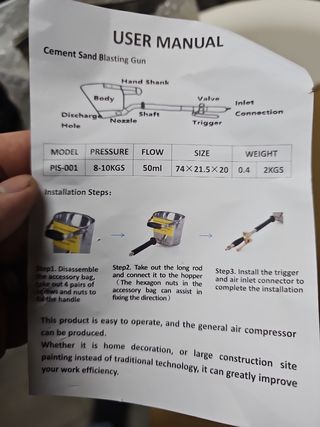 USER MANUAL
Cement Sand Blasting Gun
Hand Shank
Body
Valve
Inlet
Connection
Discharge
Hole
Nozzle
Shaft
Trigger
MODEL PRESSURE FLOW SIZE WEIGHT
PIS-001 8-10KGS 50ml 74×21.5×20 0.4 2KGS
Installation Steps:
Step1. Disassemble
the accessory bag,
take out 4 pairs of
screws and nuts to
fix the handle
Step2. Take out the long rod
and connect it to the hopper
(The hexagon nuts in the
accessory bag can assist in
fixing the direction)
Step3. Install the trigger
and air inlet connector to
complete the installation
This product is easy to operate, and the general air compressor
can be produced.
Whether it is home decoration, or large construction site
painting instead of traditional technology, it can greatly improve
your work efficiency.